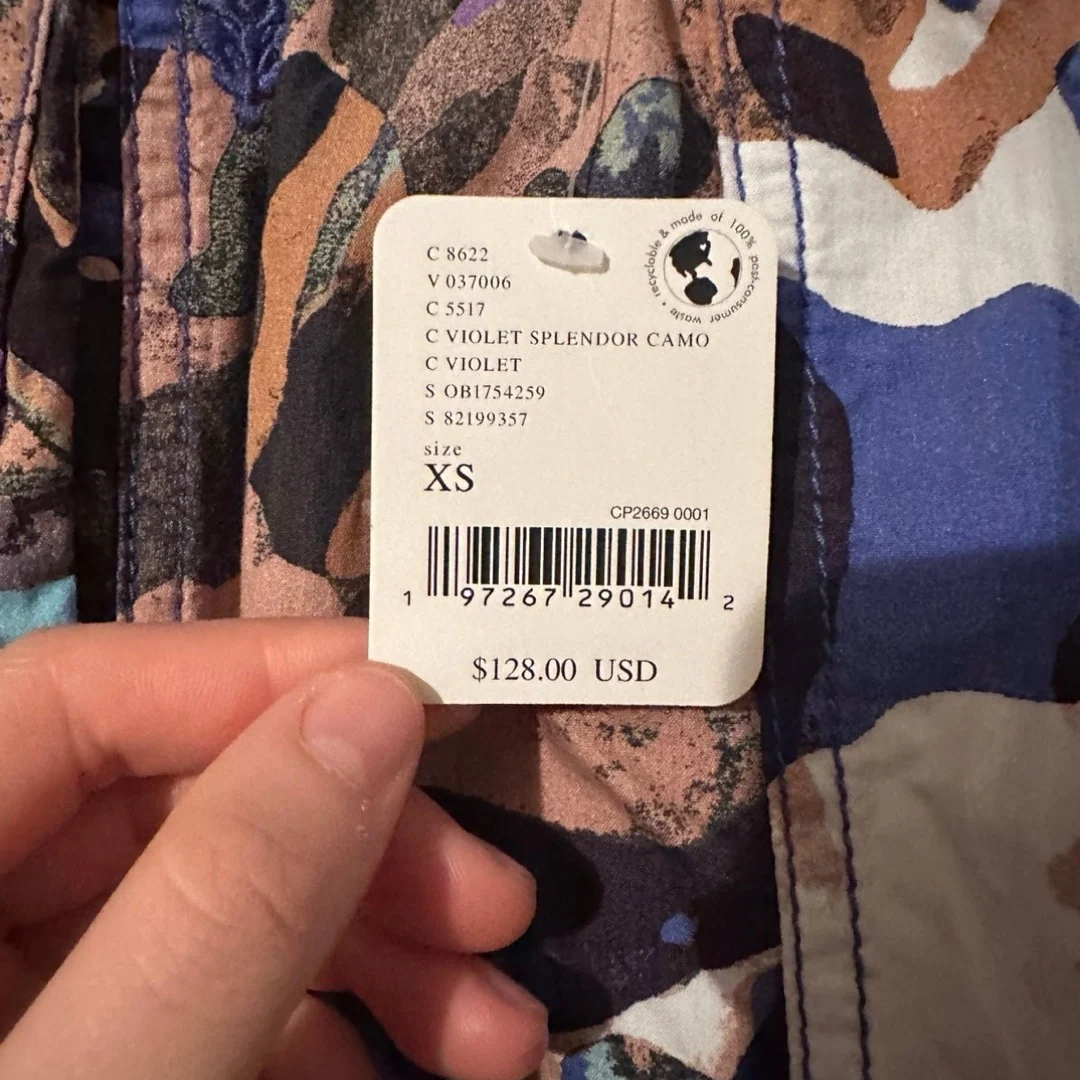 C 8622
V 037006
C 5517
C VIOLET SPLENDOR CAMO
C VIOLET
S OB1754259
S 82199357
size
XS
recyclable & made of 100% post-consumer waste •
CP2669 0001
1 97267 29014 2
$128.00 USD